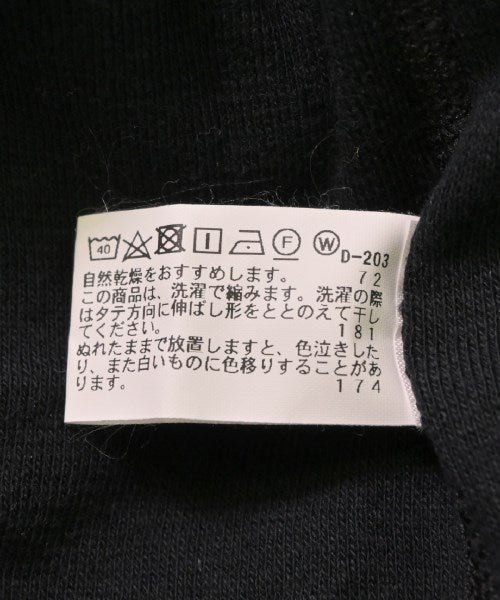 40 F W D-203
自然乾燥をおすすめします。 72
この商品は、洗濯で縮みます。洗濯の際
はタテ方向に伸ばし形をととのえて干し
てください。 181
ぬれたままで放置しますと、色泣きした
り、また白いものに色移りすることがあ
ります。 174